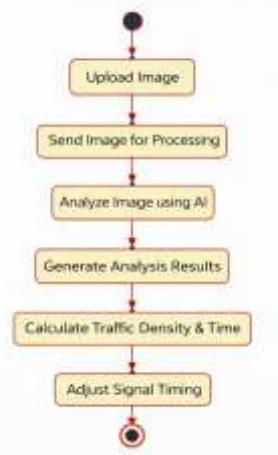 Upload Image
Send Image for Processing
Analyze Image using AI
Generate Analysis Results
Calculate Traffic Density & Time
Adjust Signal Timing